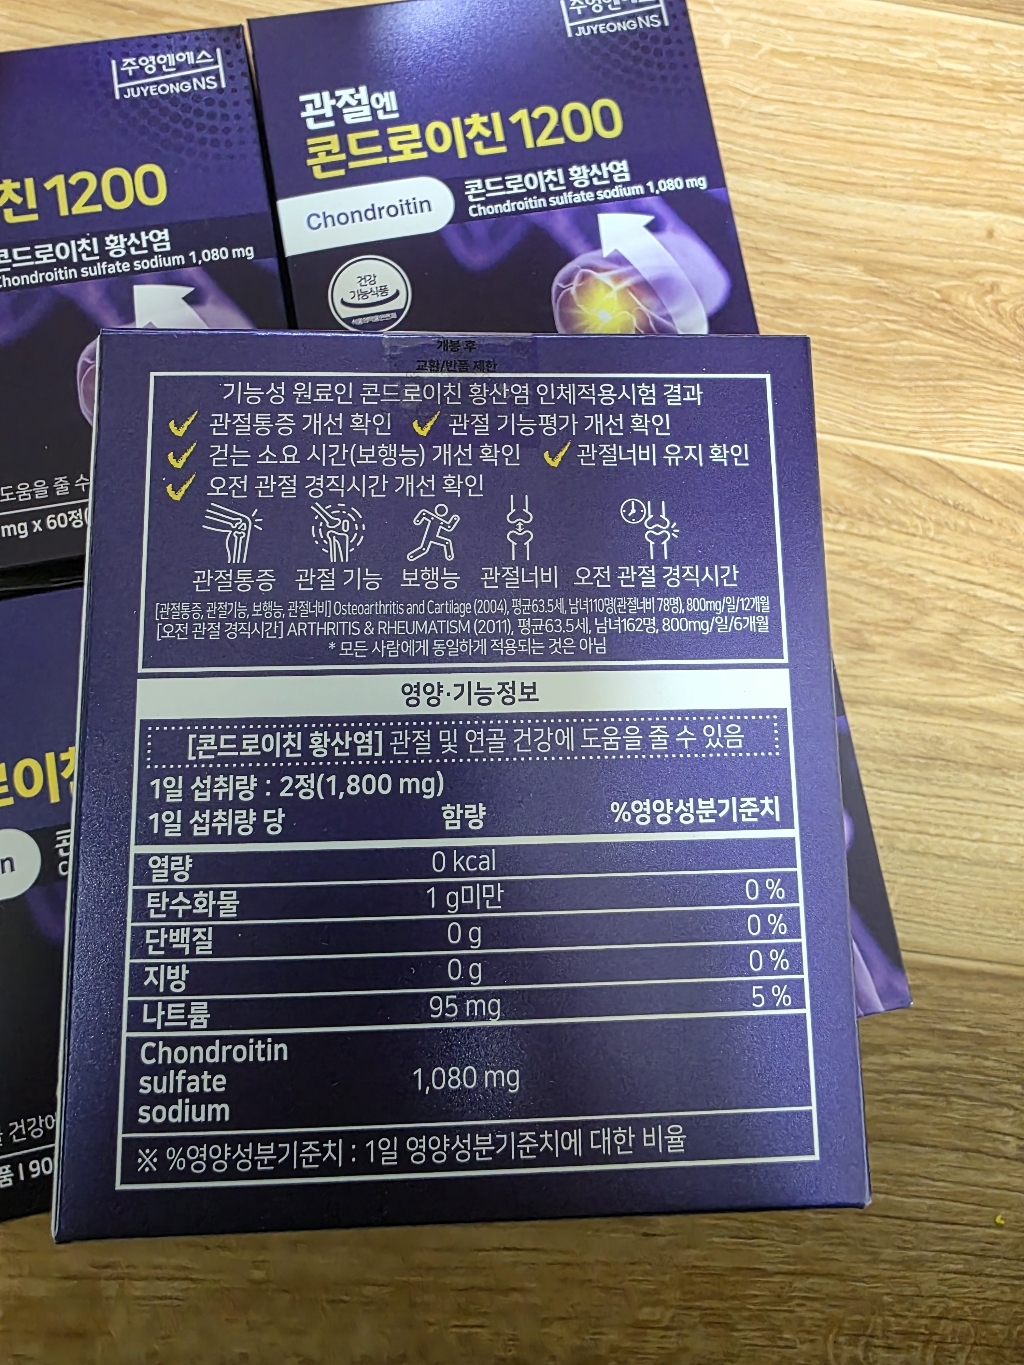 주영엔에스
JUYEONG NS
친 1200
콘드로이친 황산염
Chondroitin sulfate sodium 1,080 mg
도움을 줄 수
mg x 60정(
JUYEONG NS
관절엔
콘드로이친 1200
Chondroitin
콘드로이친 황산염
Chondroitin sulfate sodium 1,080 mg
건강
기능식품
개봉 후
교환/반품 제한
기능성 원료인 콘드로이친 황산염 인체적용시험 결과
관절통증 개선 확인 관절 기능평가 개선 확인
걷는 소요 시간(보행능) 개선 확인 관절너비 유지 확인
오전 관절 경직시간 개선 확인
관절통증 관절 기능 보행능 관절너비 오전 관절 경직시간
[관절통증, 관절기능, 보행능, 관절너비] Osteoarthritis and Cartilage (2004), 평균63.5세, 남녀110명(관절너비 78명), 800mg/일/12개월
[오전 관절 경직시간] ARTHRITIS & RHEUMATISM (2011), 평균63.5세, 남녀162명, 800mg/일/6개월
* 모든 사람에게 동일하게 적용되는 것은 아님
영양·기능정보
[콘드로이친 황산염] 관절 및 연골 건강에 도움을 줄 수 있음
1일 섭취량 : 2정(1,800 mg)
1일 섭취량 당 함량 %영양성분기준치
열량 0 kcal
탄수화물 1 g미만 0 %
단백질 0 g 0 %
지방 0 g 0 %
나트륨 95 mg 5 %
Chondroitin
sulfate
sodium
1,080 mg
※ %영양성분기준치 : 1일 영양성분기준치에 대한 비율
로이
n
건강에
품 | 90